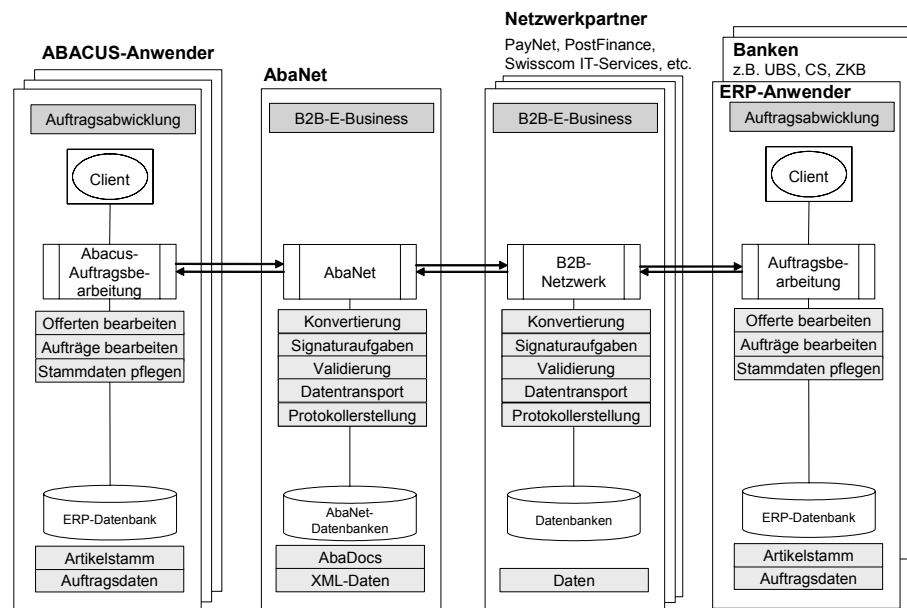 ABACUS-Anwender
Auftragsabwicklung
Client
Abacus-
Auftragsbe-
arbeitung
Offerten bearbeiten
Aufträge bearbeiten
Stammdaten pflegen
ERP-Datenbank
Artikelstamm
Auftragsdaten
AbaNet
B2B-E-Business
AbaNet
Konvertierung
Signaturaufgaben
Validierung
Datentransport
Protokollerstellung
AbaNet-
Datenbanken
AbaDocs
XML-Daten
Netzwerkpartner
PayNet, PostFinance,
Swisscom IT-Services, etc.
B2B-E-Business
B2B-
Netzwerk
Konvertierung
Signaturaufgaben
Validierung
Datentransport
Protokollerstellung
Datenbanken
Daten
Banken
z.B. UBS, CS, ZKB
ERP-Anwender
Auftragsabwicklung
Client
Auftragsbe-
arbeitung
Offerte bearbeiten
Aufträge bearbeiten
Stammdaten pflegen
ERP-Datenbank
Artikelstamm
Auftragsdaten